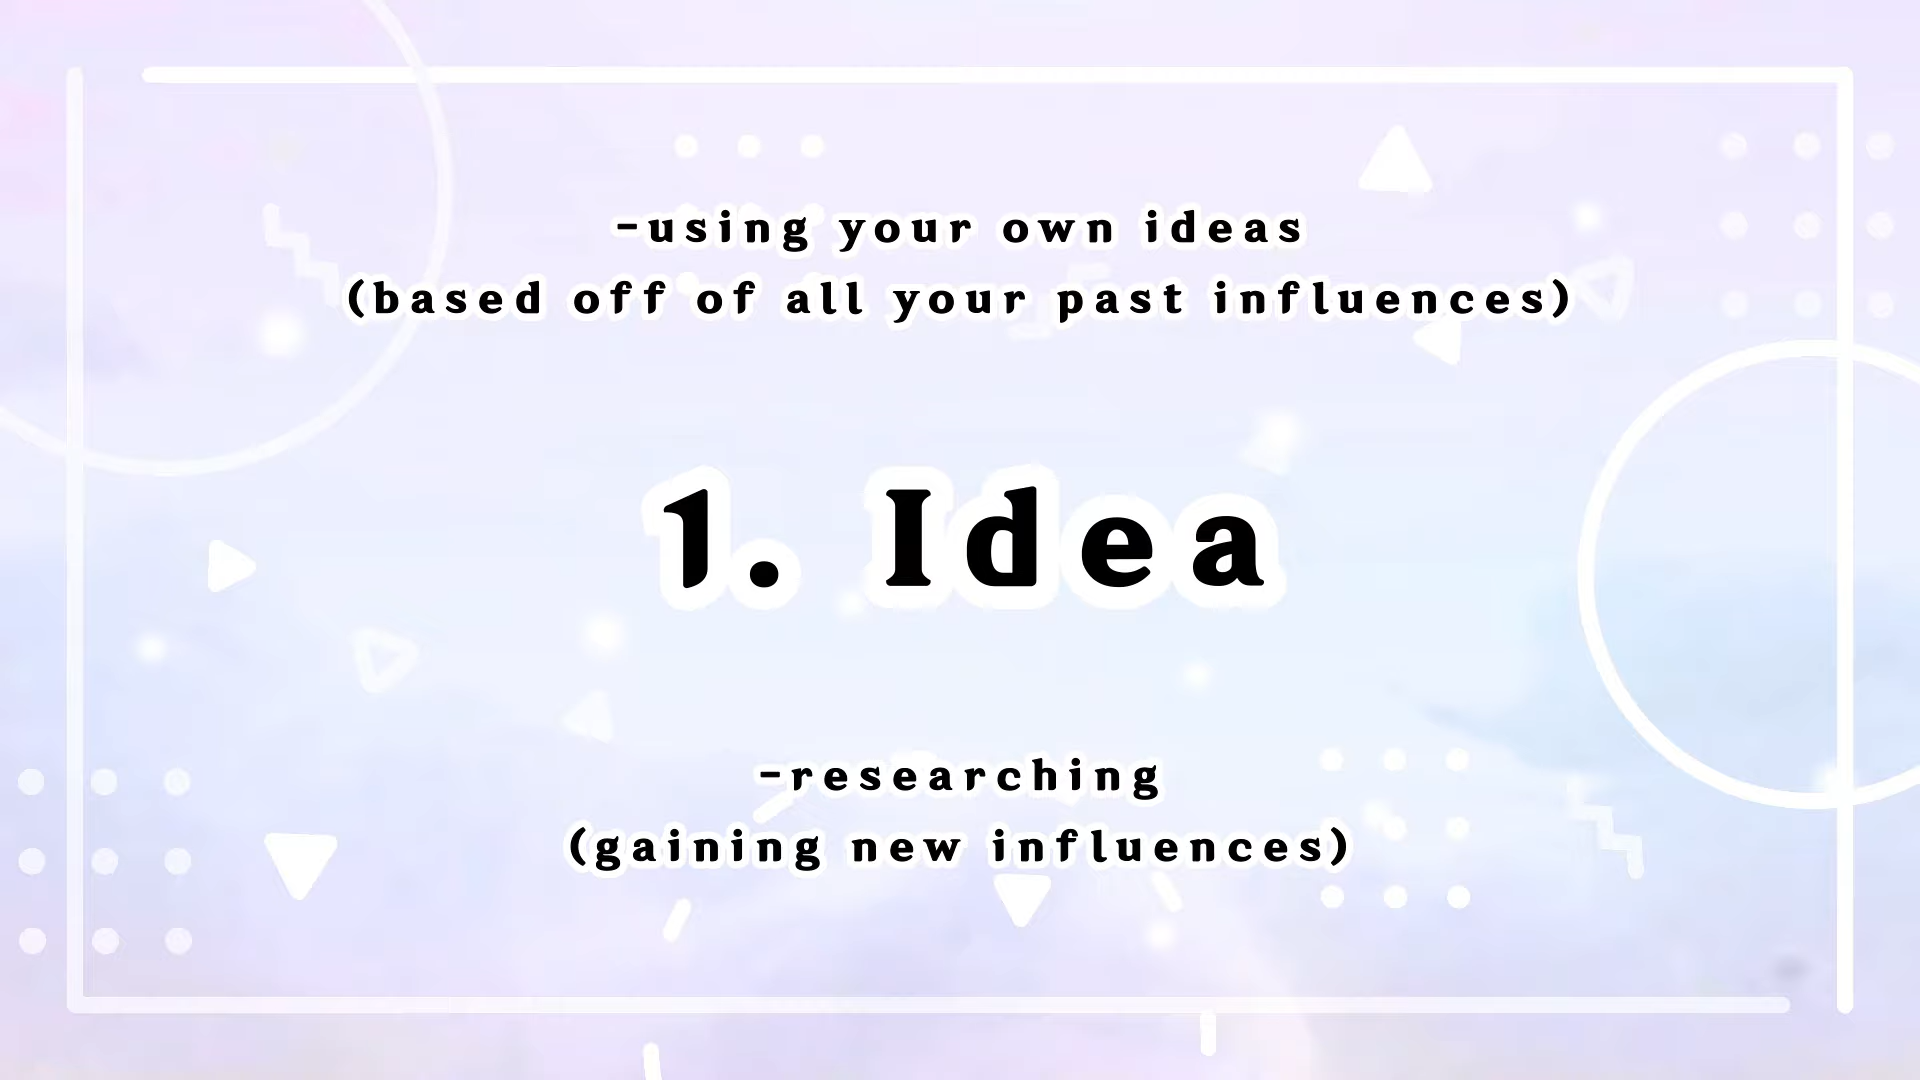 -using your own ideas
(based off of all your past influences)
1. Idea
-researching
(gaining new influences)